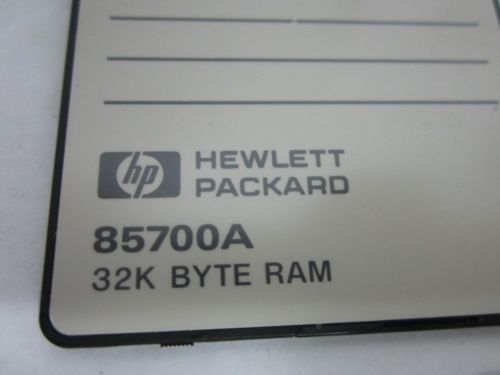 hp HEWLETT
PACKARD
85700A
32K BYTE RAM